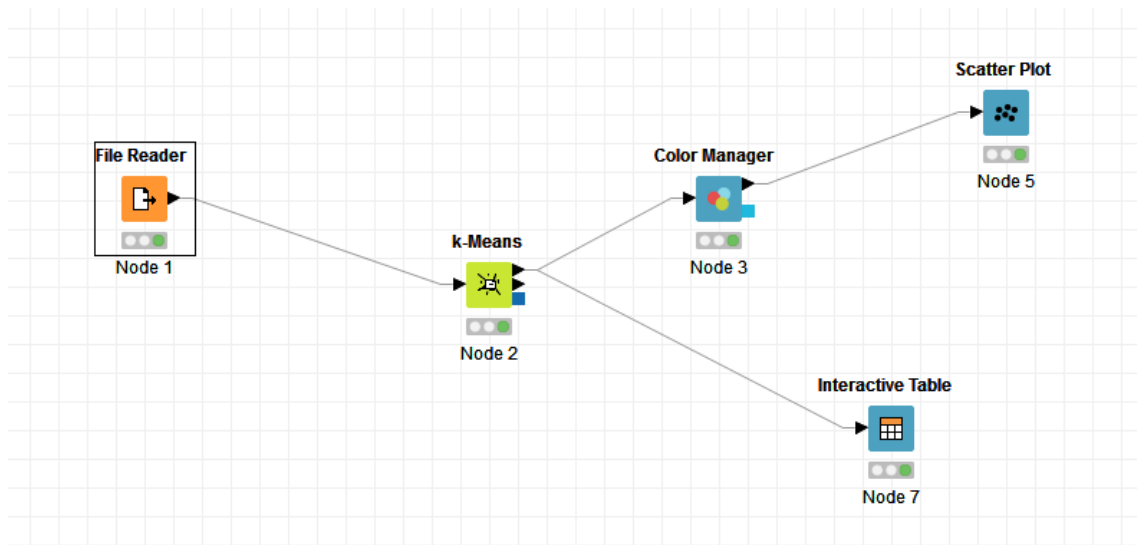 Scatter Plot
Node 5
File Reader
Node 1
Color Manager
Node 3
k-Means
Node 2
Interactive Table
Node 7